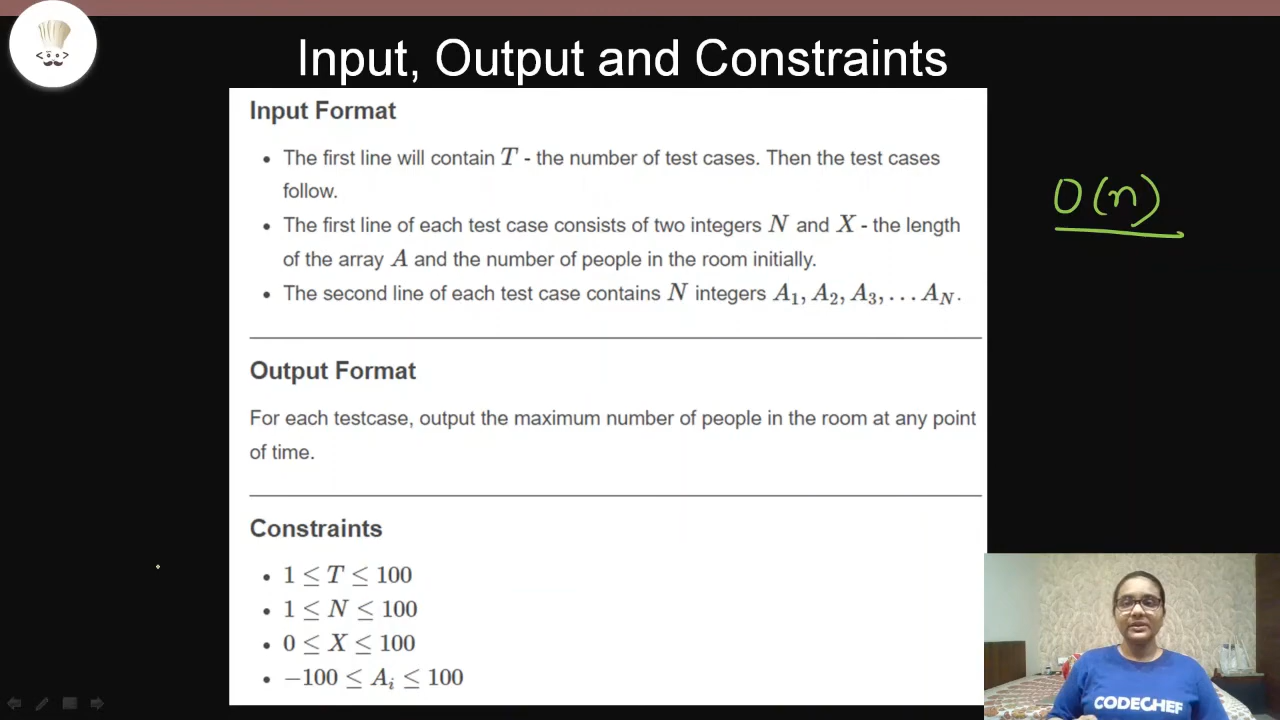 Input, Output and Constraints
Input Format
• The first line will contain T - the number of test cases. Then the test cases
follow.
• The first line of each test case consists of two integers N and X - the length
of the array A and the number of people in the room initially.
• The second line of each test case contains N integers A₁, A₂, A₃, … A_N.
Output Format
For each testcase, output the maximum number of people in the room at any point
of time.
Constraints
• 1 ≤ T ≤ 100
• 1 ≤ N ≤ 100
• 0 ≤ X ≤ 100
• −100 ≤ Aᵢ ≤ 100
O(n)
CODECHEF